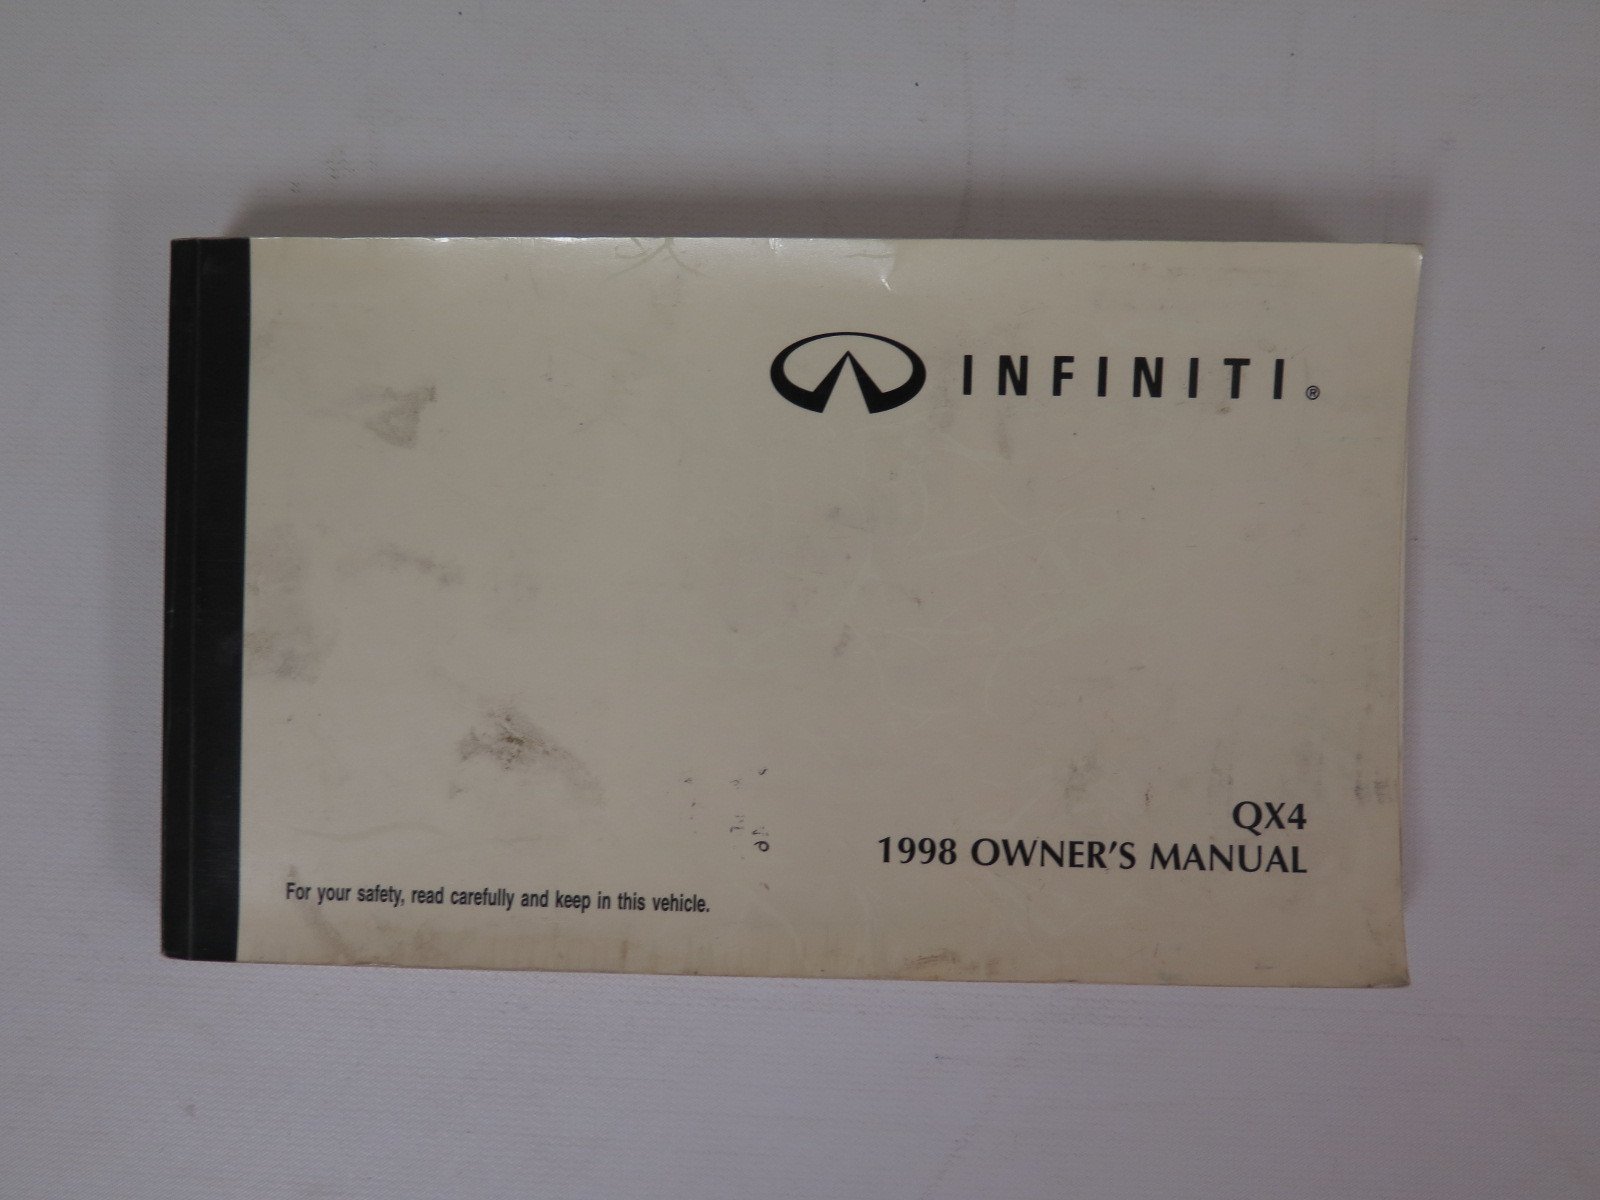 INFINITI®
QX4
1998 OWNER'S MANUAL
For your safety, read carefully and keep in this vehicle.